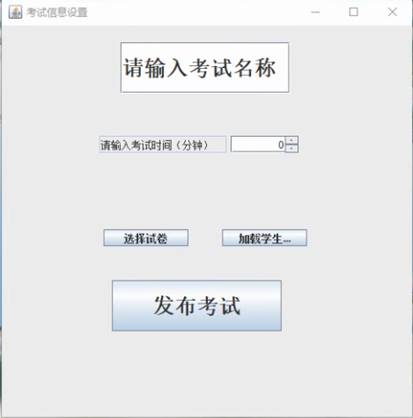 考试信息设置
请输入考试名称
请输入考试时间（分钟） 0
选择试卷 加载学生...
发布考试